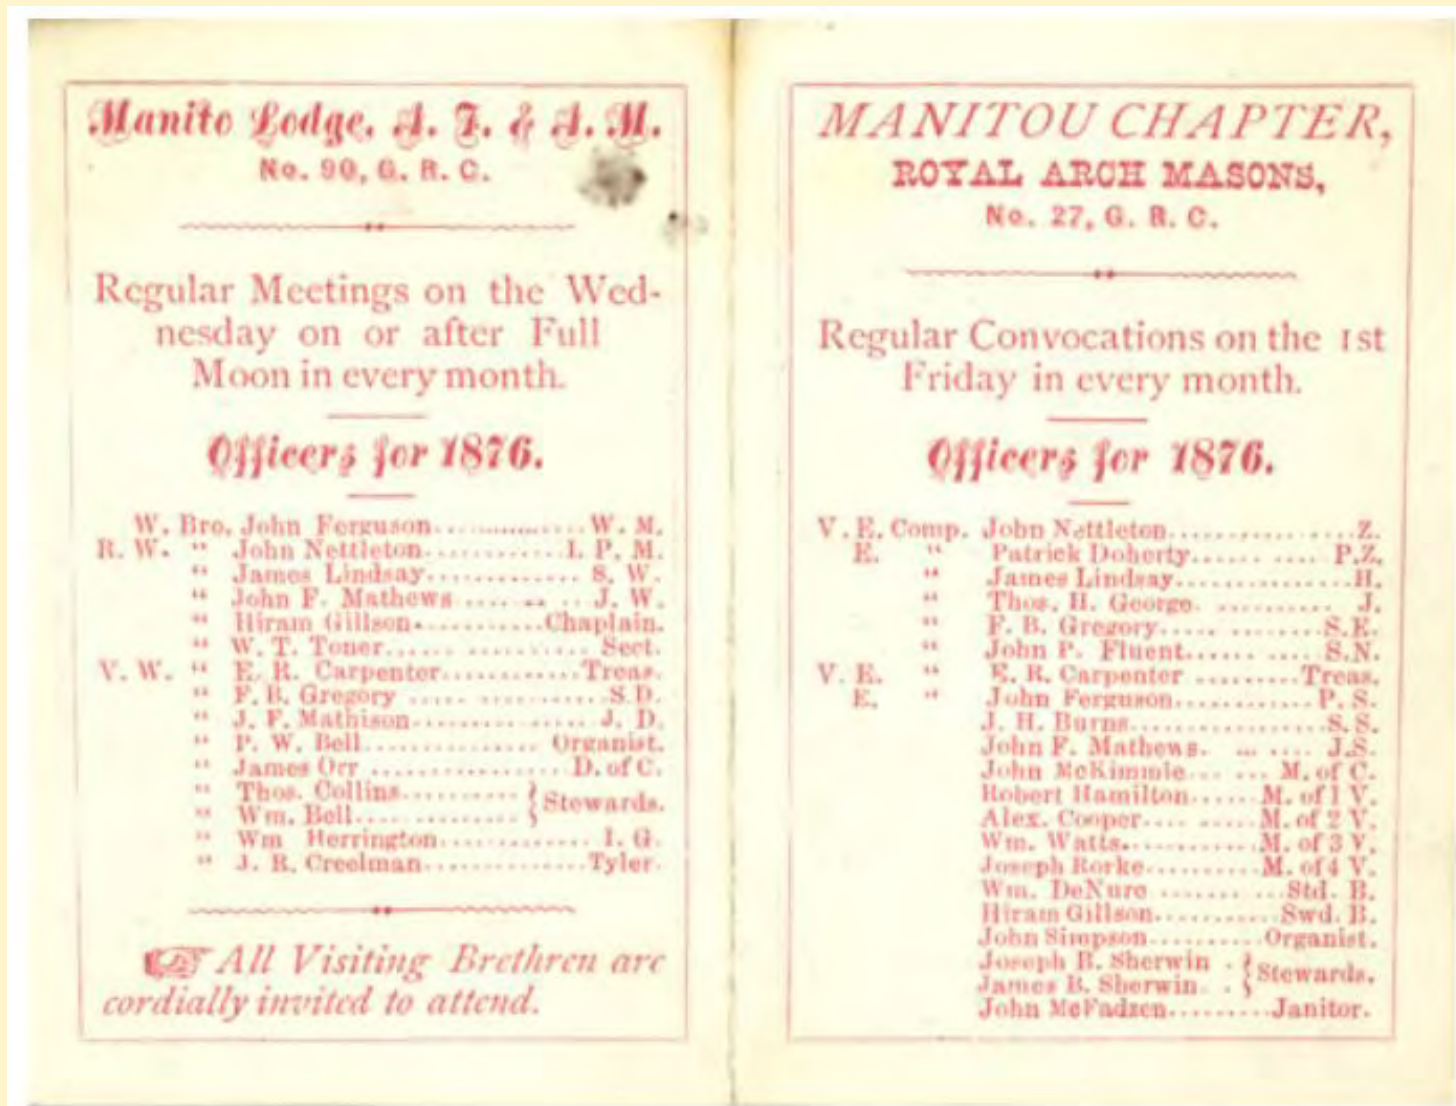 Manito Lodge, A. F. & A. M.
No. 90, G. R. C.
Regular Meetings on the Wed-
nesday on or after Full
Moon in every month.
Officers for 1876.
W. Bro. John Ferguson.................W. M.
R. W. " John Nettleton.............I. P. M.
" James Lindsay.............. S. W.
" John F. Mathews ..... .. .. J. W.
" Hiram Gillson............Chaplain.
" W. T. Toner...... .......... Sect.
V. W. " E. R. Carpenter............Treas.
" F. B. Gregory ..... ..........S.D.
" J. F. Mathison.............. J. D.
" P. W. Bell................ Organist.
" James Orr .................D. of C.
" Thos. Collins.......... } Stewards.
" Wm. Bell..............
" Wm Herrington............. I. G.
" J. R. Creelman............Tyler.
All Visiting Brethren are
cordially invited to attend.
MANITOU CHAPTER,
ROYAL ARCH MASONS,
No. 27, G. R. C.
Regular Convocations on the 1st
Friday in every month.
Officers for 1876.
V. E. Comp. John Nettleton..................Z.
E. " Patrick Doherty...... ..... P.Z.
" James Lindsay...............H.
" Thos. H. George. .......... J.
" F. B. Gregory..... .........S.E.
" John P. Fluent...... .....S.N.
V. E. " E. R. Carpenter .........Treas.
E. " John Ferguson............P. S.
J. H. Burns.................S. S.
John F. Mathews. ... .... J.S.
John McKimmie... ... M. of C.
Robert Hamilton......M. of 1 V.
Alex. Cooper.... .....M. of 2 V.
Wm. Watts............M. of 3 V.
Joseph Rorke..........M. of 4 V.
Wm. DeNure ....... ...Std. B.
Hiram Gillson...........Swd. B.
John Simpson..........Organist.
Joseph B. Sherwin . } Stewards.
James B. Sherwin. .
John McFadzen.........Janitor.